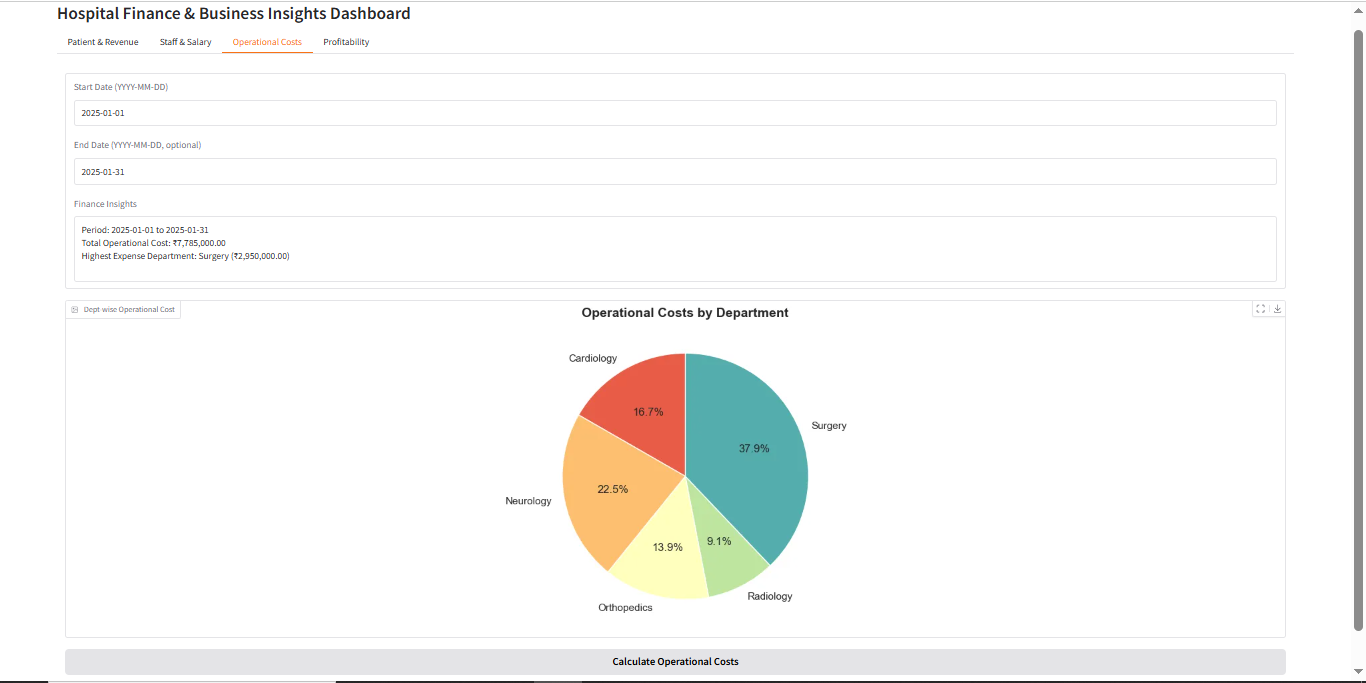 Hospital Finance & Business Insights Dashboard
Patient & Revenue Staff & Salary Operational Costs Profitability
Start Date (YYYY-MM-DD)
2025-01-01
End Date (YYYY-MM-DD, optional)
2025-01-31
Finance Insights
Period: 2025-01-01 to 2025-01-31
Total Operational Cost: ₹7,785,000.00
Highest Expense Department: Surgery (₹2,950,000.00)
Dept-wise Operational Cost
Operational Costs by Department
Cardiology
16.7%
Surgery
37.9%
Neurology
22.5%
Orthopedics
13.9%
Radiology
9.1%
Calculate Operational Costs